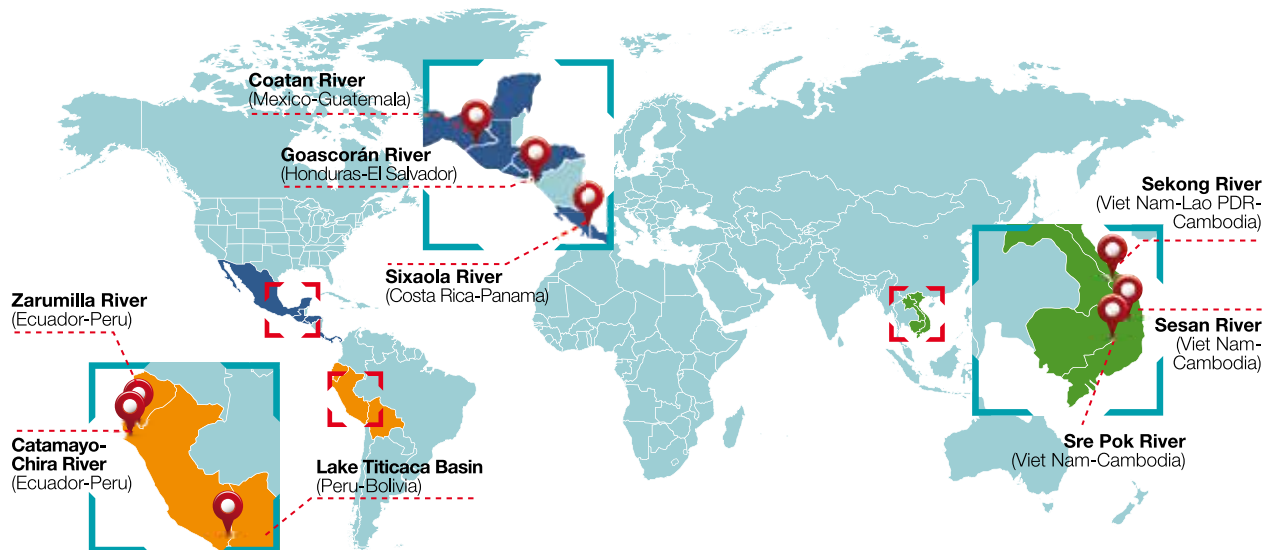 Coatan River
(Mexico-Guatemala)
Goascorán River
(Honduras-El Salvador)
Sixaola River
(Costa Rica-Panama)
Sekong River
(Viet Nam-Lao PDR-
Cambodia)
Sesan River
(Viet Nam-
Cambodia)
Sre Pok River
(Viet Nam-Cambodia)
Zarumilla River
(Ecuador-Peru)
Catamayo-
Chira River
(Ecuador-Peru)
Lake Titicaca Basin
(Peru-Bolivia)